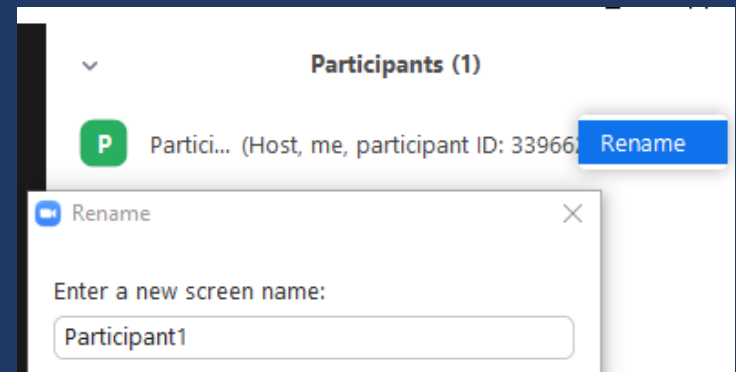 Participants (1)
P Partici... (Host, me, participant ID: 33966 Rename
Rename
Enter a new screen name:
Participant1